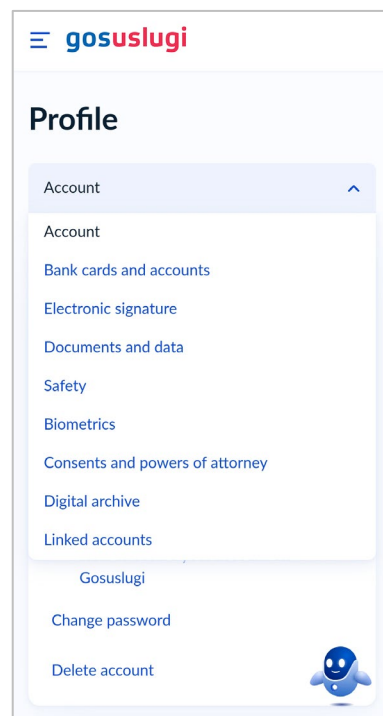 gosuslugi
Profile
Account
Account
Bank cards and accounts
Electronic signature
Documents and data
Safety
Biometrics
Consents and powers of attorney
Digital archive
Linked accounts
Gosuslugi
Change password
Delete account